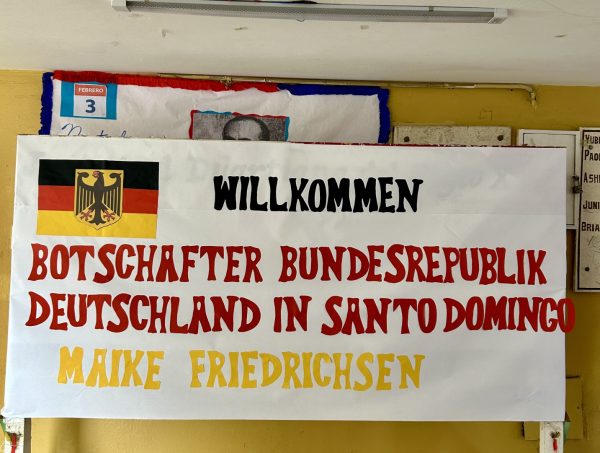 FEBRERO
3
WILLKOMMEN
BOTSCHAFTER BUNDESREPUBLIK
DEUTSCHLAND IN SANTO DOMINGO
MAIKE FRIEDRICHSEN